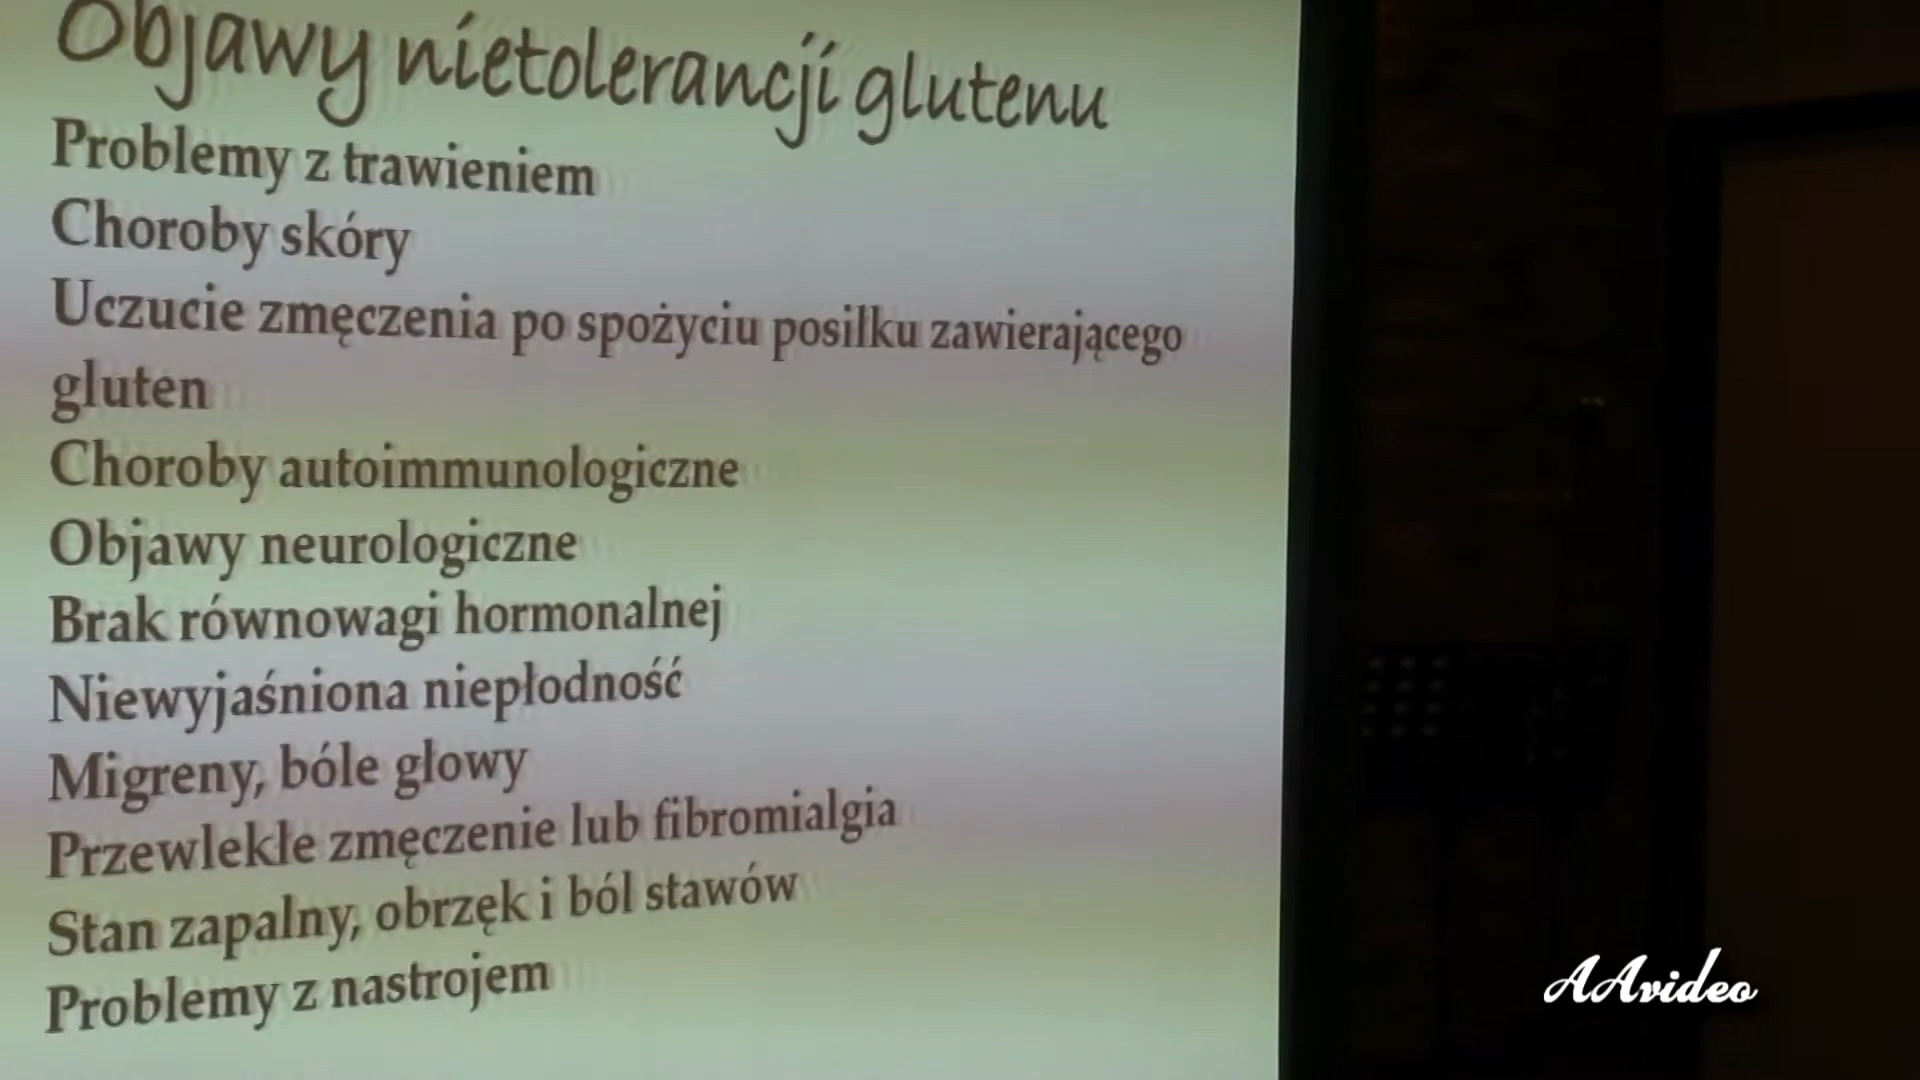 Objawy nietolerancji glutenu
Problemy z trawieniem
Choroby skóry
Uczucie zmęczenia po spożyciu posiłku zawierającego
gluten
Choroby autoimmunologiczne
Objawy neurologiczne
Brak równowagi hormonalnej
Niewyjaśniona niepłodność
Migreny, bóle głowy
Przewlekłe zmęczenie lub fibromialgia
Stan zapalny, obrzęk i ból stawów
Problemy z nastrojem
AAvideo